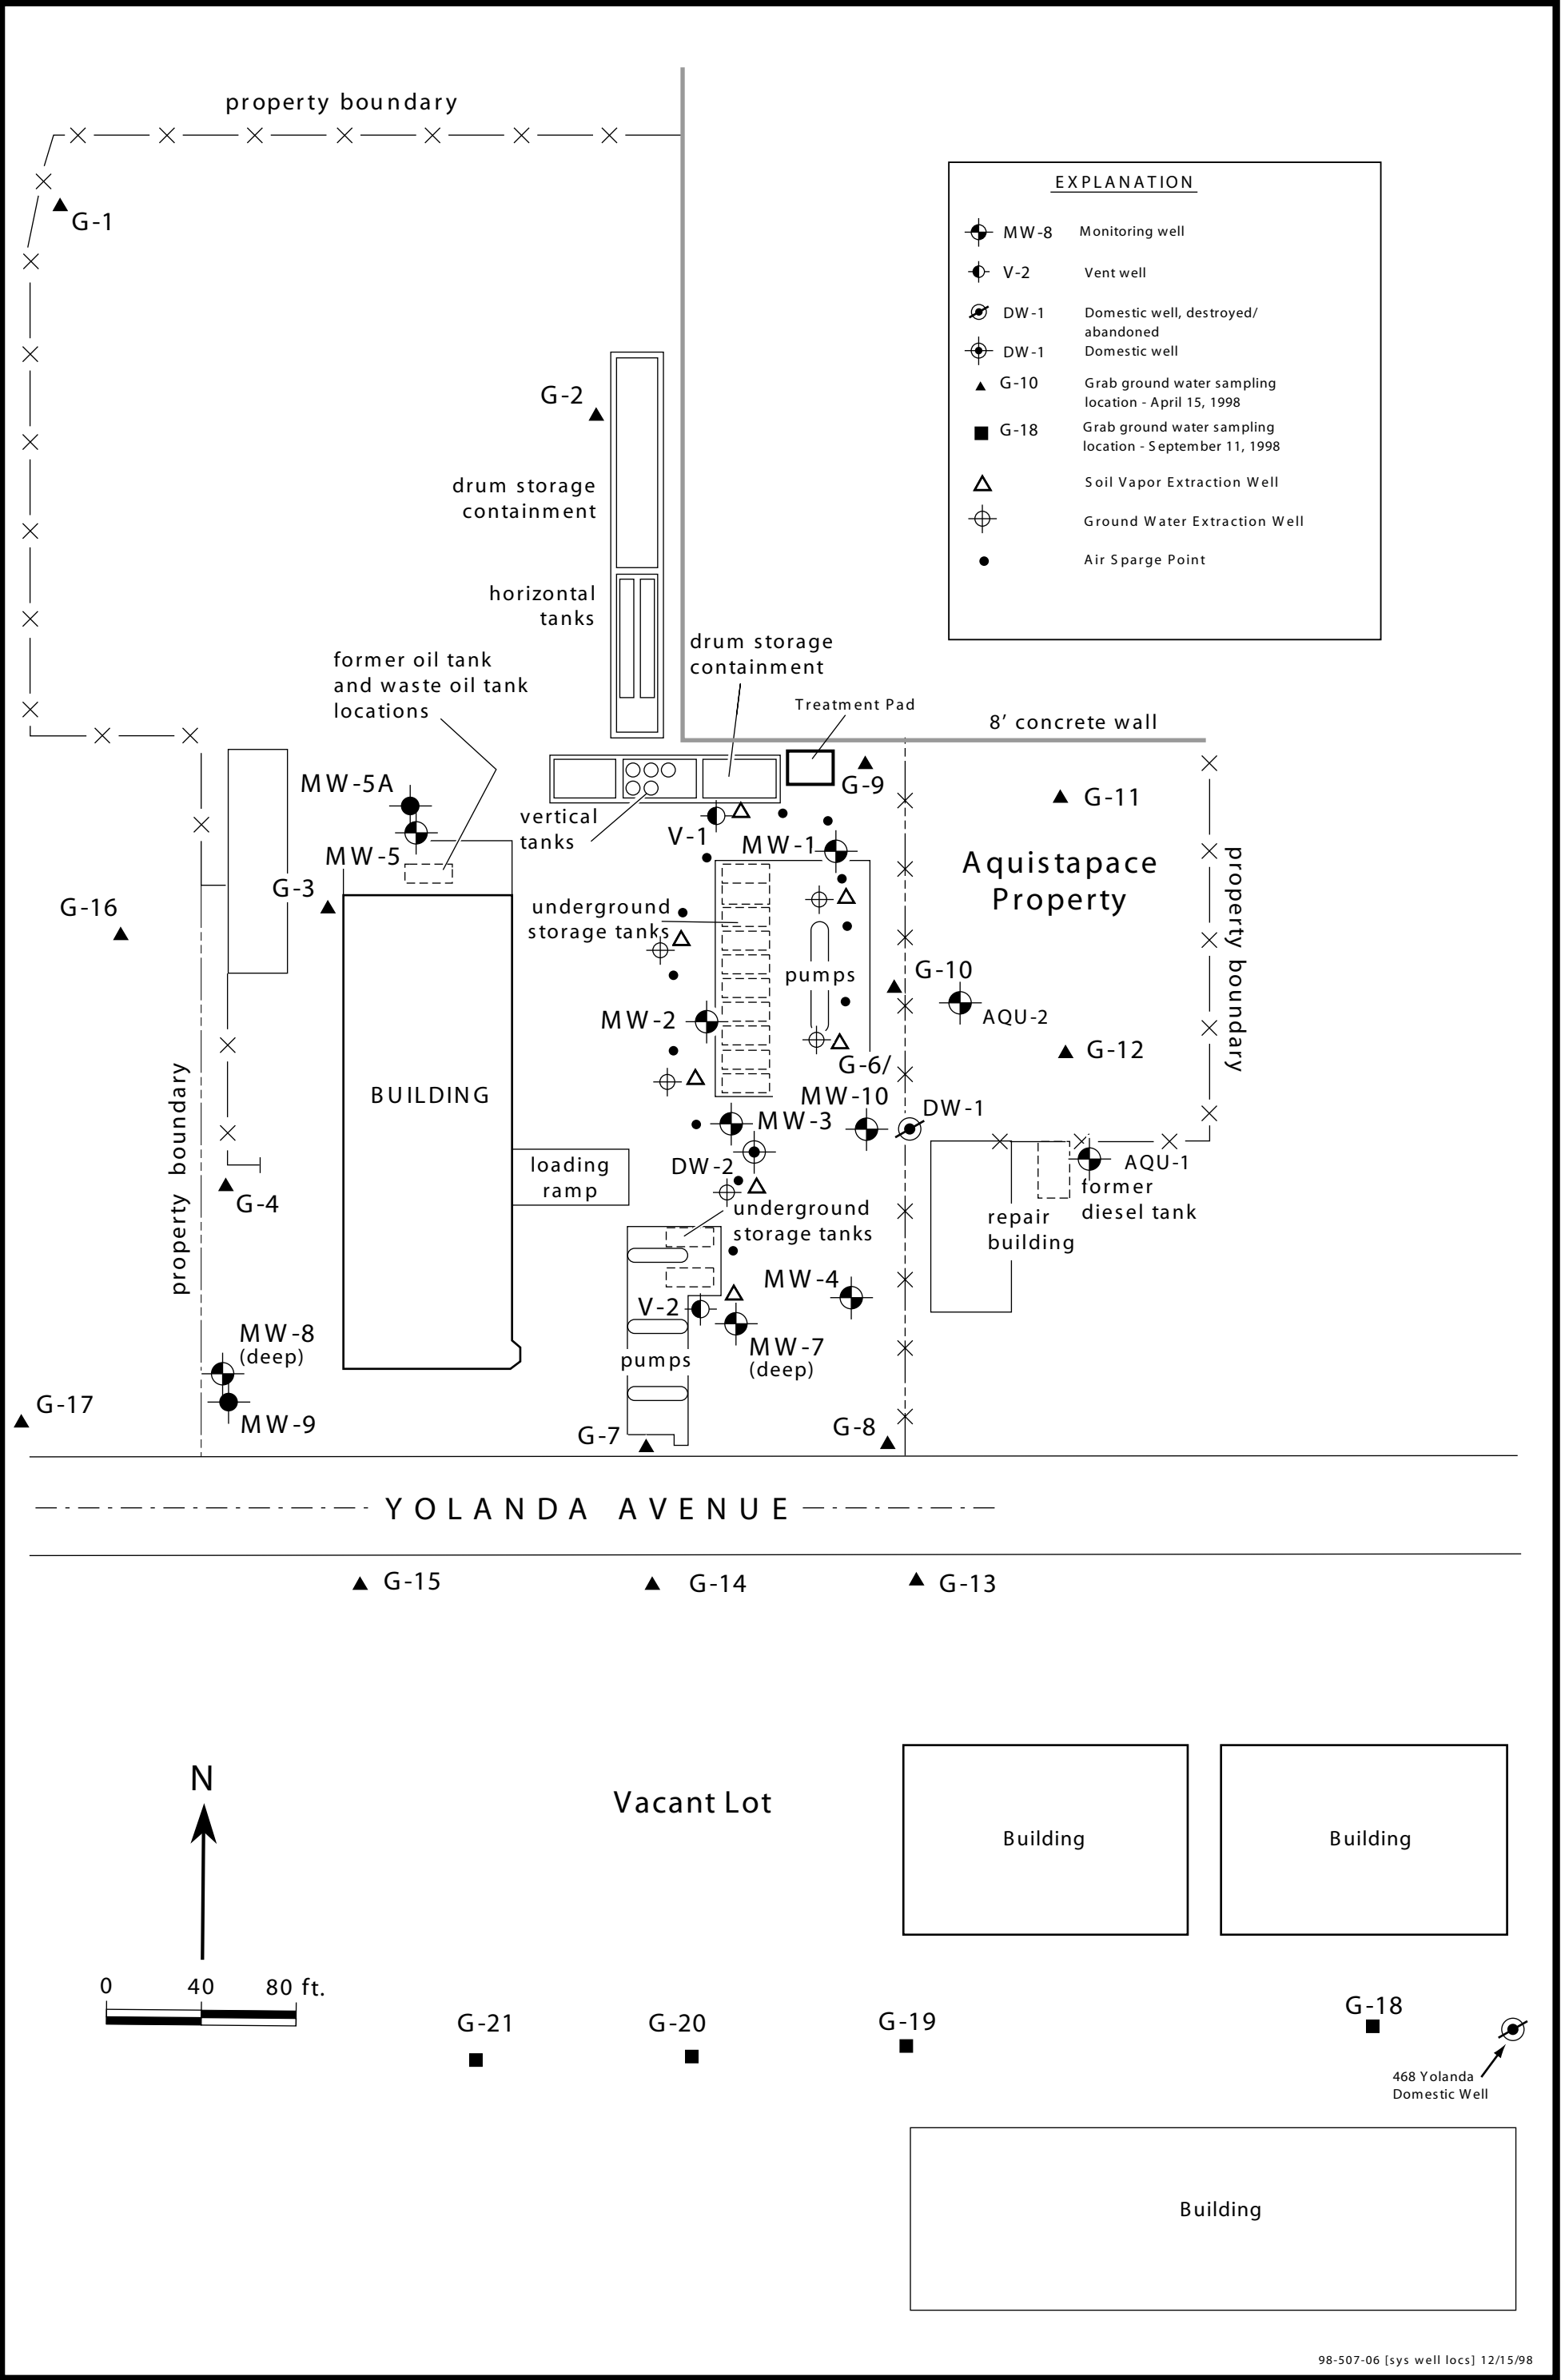 property boundary
G-1
EXPLANATION
MW-8 Monitoring well
V-2 Vent well
DW-1 Domestic well, destroyed/
abandoned
DW-1 Domestic well
G-10 Grab ground water sampling
location - April 15, 1998
G-18 Grab ground water sampling
location - September 11, 1998
Soil Vapor Extraction Well
Ground Water Extraction Well
Air Sparge Point
G-2
drum storage
containment
horizontal
tanks
drum storage
containment
former oil tank
and waste oil tank
locations
Treatment Pad
8' concrete wall
MW-5A
G-9
G-11
vertical
tanks
V-1
MW-1
MW-5
Aquistapace
Property
property boundary
G-3
G-16
underground
storage tanks
pumps
G-10
AQU-2
MW-2
G-12
G-6/
MW-10
BUILDING
property boundary
DW-1
MW-3
loading
ramp
DW-2
AQU-1
former
diesel tank
G-4
underground
storage tanks
repair
building
MW-4
V-2
MW-8
(deep)
MW-7
(deep)
pumps
G-17
MW-9
G-7
G-8
YOLANDA AVENUE
G-15
G-14
G-13
N
Vacant Lot
Building
Building
0 40 80 ft.
G-21
G-20
G-19
G-18
468 Yolanda
Domestic Well
Building
98-507-06 [sys well locs] 12/15/98